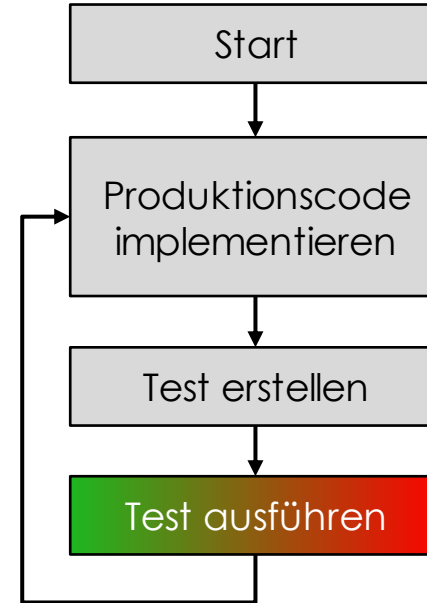 Start
Produktionscode
implementieren
Test erstellen
Test ausführen